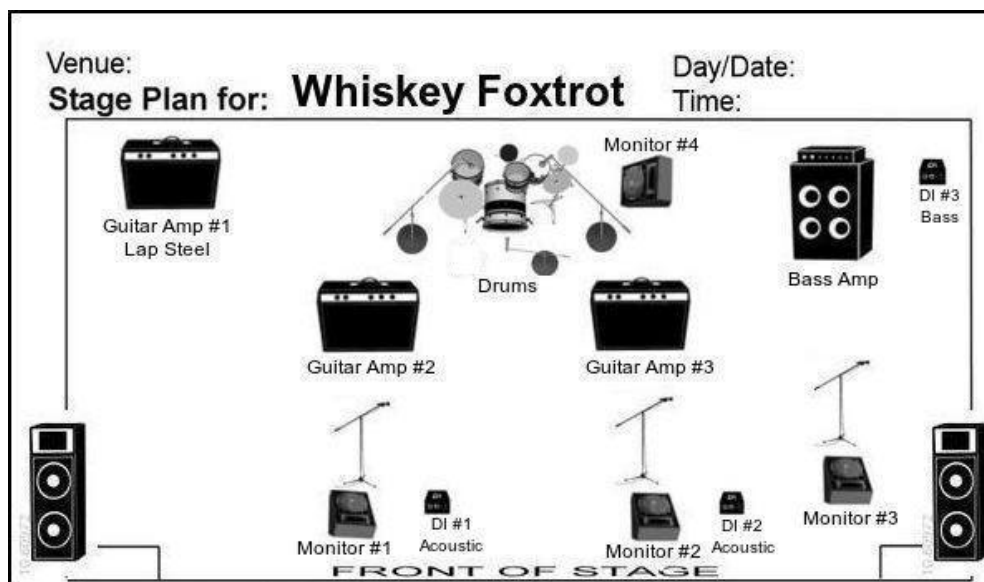 Venue:
Day/Date:
Stage Plan for: Whiskey Foxtrot
Time:
Monitor #4
Guitar Amp #1
Lap Steel
DI #3
Bass
Drums
Bass Amp
Guitar Amp #2
Guitar Amp #3
Monitor #1
DI #1
Acoustic
Monitor #2
DI #2
Acoustic
Monitor #3
FRONT OF STAGE